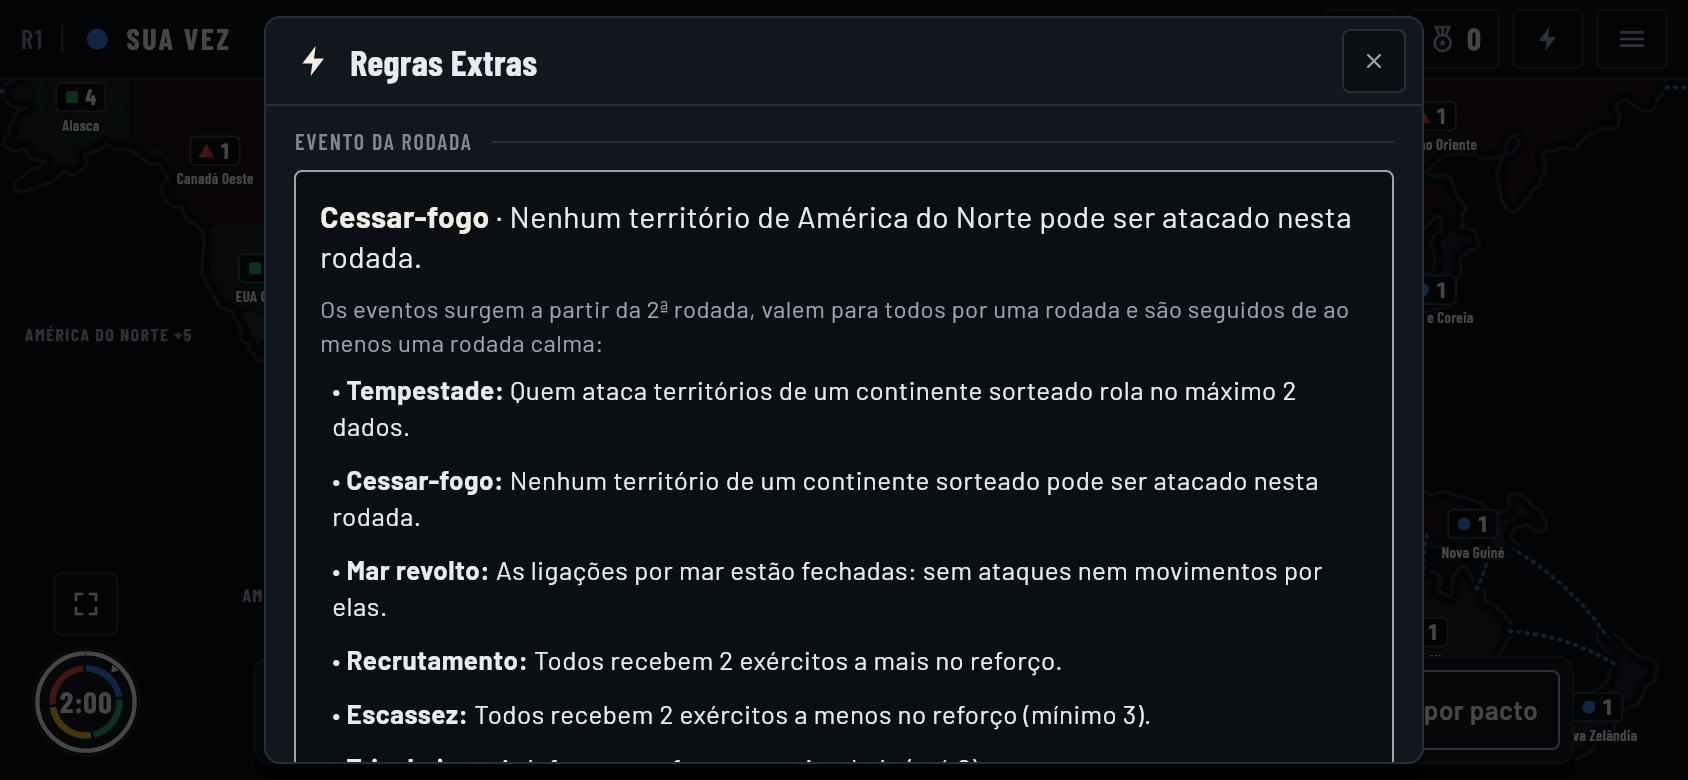 R1
SUA VEZ
Regras Extras
0
4
Alasca
1
Canadá Oeste
EUA
AMÉRICA DO NORTE +5
AM
2:00
EVENTO DA RODADA
Cessar-fogo · Nenhum território de América do Norte pode ser atacado nesta
rodada.
Os eventos surgem a partir da 2ª rodada, valem para todos por uma rodada e são seguidos de ao
menos uma rodada calma:
• Tempestade: Quem ataca territórios de um continente sorteado rola no máximo 2
dados.
• Cessar-fogo: Nenhum território de um continente sorteado pode ser atacado nesta
rodada.
• Mar revolto: As ligações por mar estão fechadas: sem ataques nem movimentos por
elas.
• Recrutamento: Todos recebem 2 exércitos a mais no reforço.
• Escassez: Todos recebem 2 exércitos a menos no reforço (mínimo 3).
1
o Oriente
1
e Coreia
1
Nova Guiné
1
por pacto
1
va Zelândia